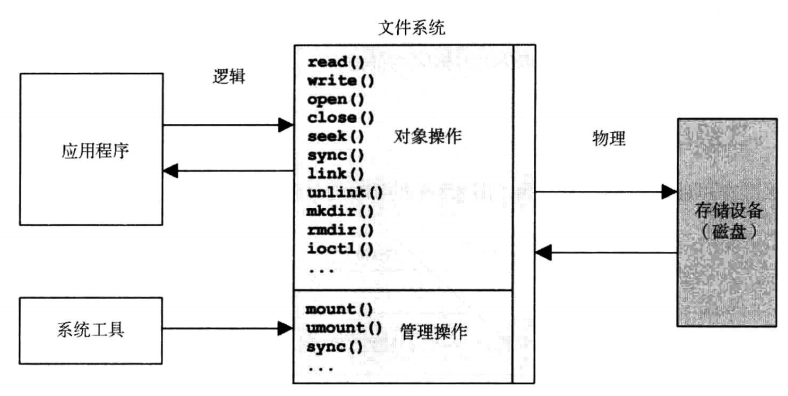 文件系统
逻辑
应用程序
read()
write()
open()
close()
seek()
sync()
link()
unlink()
mkdir()
rmdir()
ioctl()
...
对象操作
物理
存储设备
（磁盘）
系统工具
mount()
umount()
sync()
...
管理操作